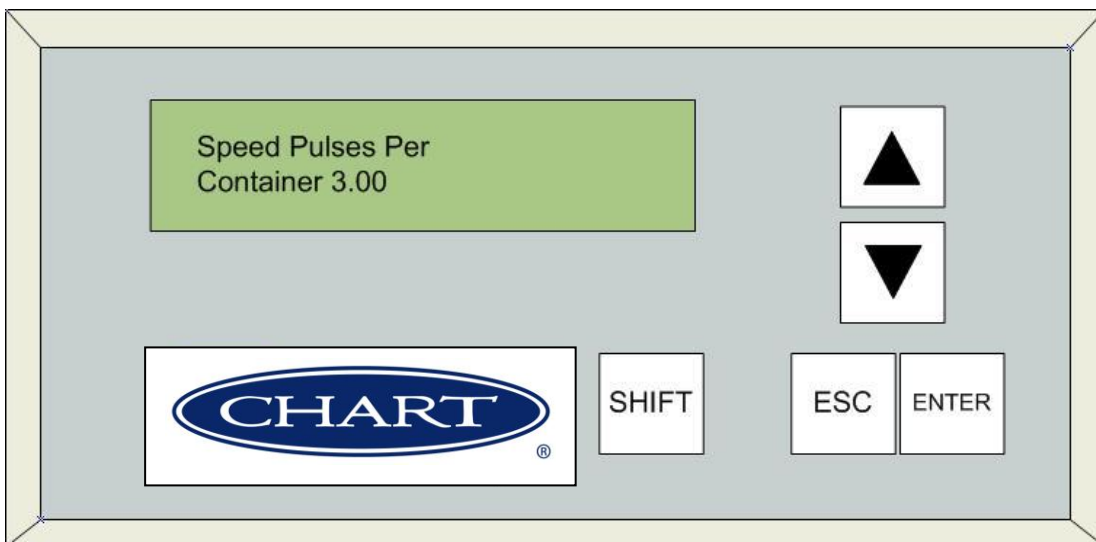 Speed Pulses Per
Container 3.00
CHART
®
SHIFT
ESC
ENTER